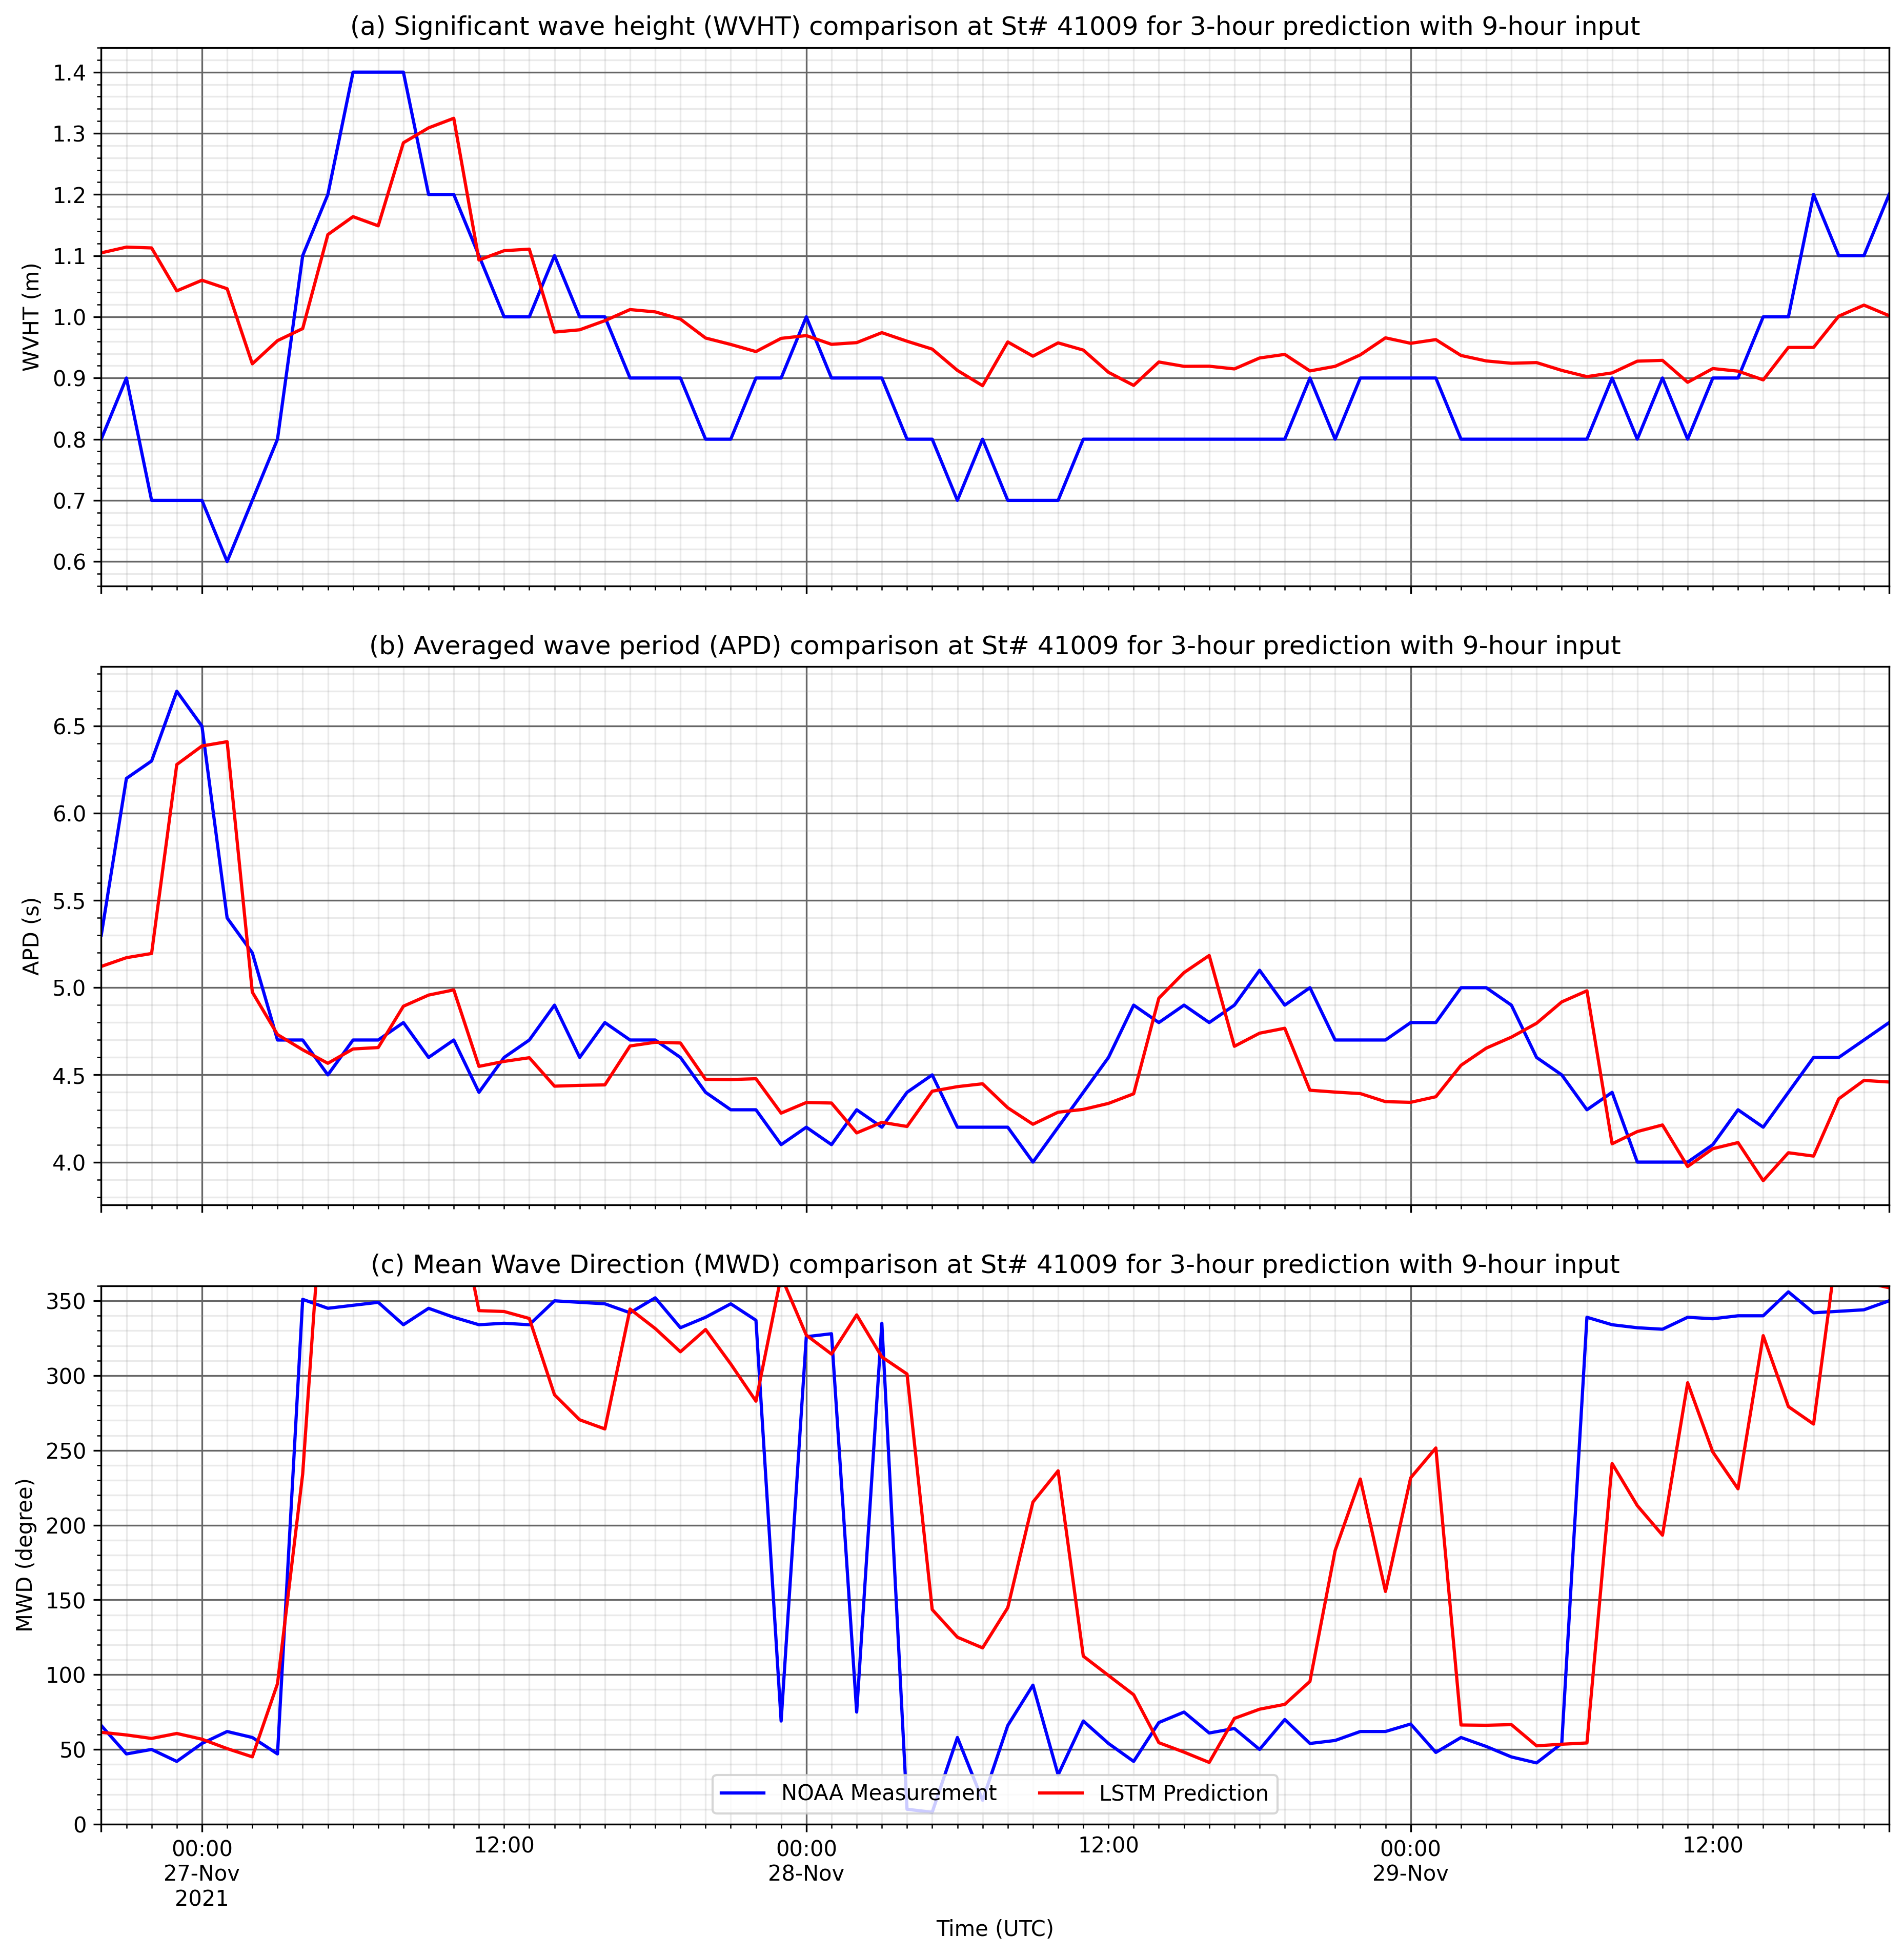 (a) Significant wave height (WVHT) comparison at St# 41009 for 3-hour prediction with 9-hour input
1.4
1.3
1.2
1.1
1.0
0.9
0.8
0.7
0.6
WVHT (m)
(b) Averaged wave period (APD) comparison at St# 41009 for 3-hour prediction with 9-hour input
6.5
6.0
5.5
5.0
4.5
4.0
APD (s)
(c) Mean Wave Direction (MWD) comparison at St# 41009 for 3-hour prediction with 9-hour input
350
300
250
200
150
100
50
0
MWD (degree)
NOAA Measurement LSTM Prediction
00:00 12:00 00:00 12:00 00:00 12:00
27-Nov 28-Nov 29-Nov
2021
Time (UTC)